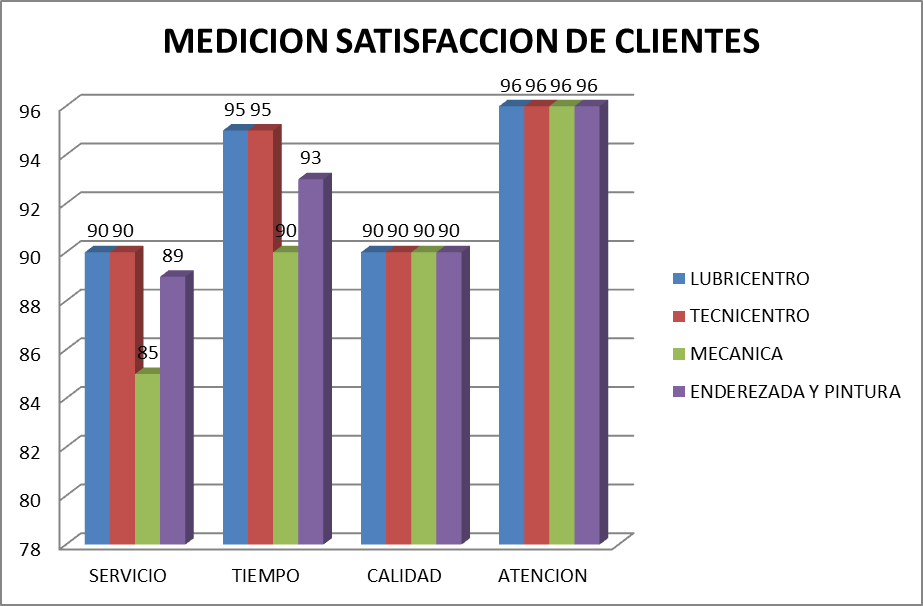 MEDICION SATISFACCION DE CLIENTES
96
94
92
90
88
86
84
82
80
78
90 90 85 89
95 95 90 93
90 90 90 90
96 96 96 96
SERVICIO TIEMPO CALIDAD ATENCION
LUBRICENTRO
TECNICENTRO
MECANICA
ENDEREZADA Y PINTURA